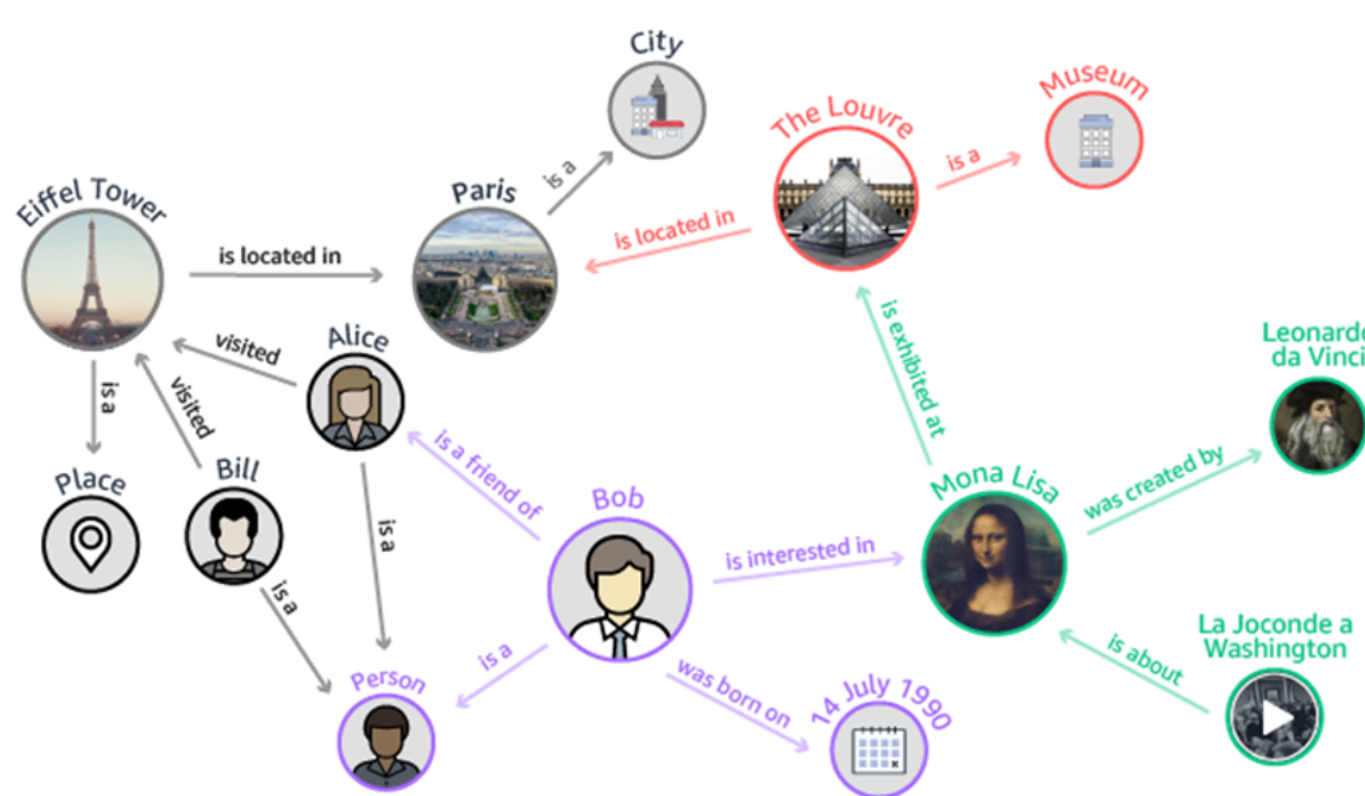 City
Museum
The Louvre
is a
is a
Eiffel Tower
Paris
is located in
is located in
Alice
visited
is exhibited at
Leonardo
da Vinci
is a
visited
is a friend of
Place
Bill
Bob
Mona Lisa
was created by
is a
is interested in
is a
La Joconde a
Washington
is about
is a
Person
was born on
14 July 1990